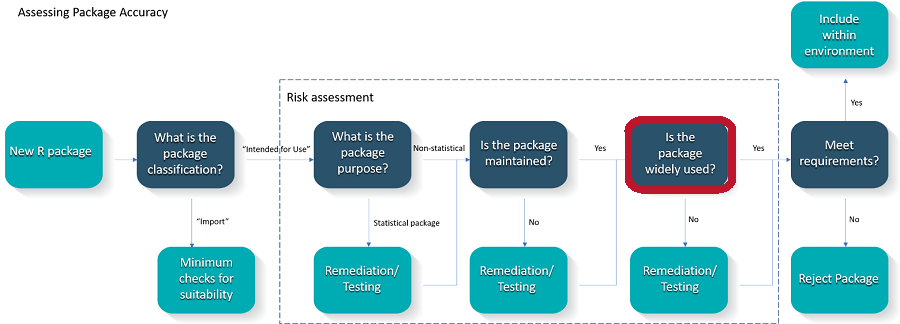 Assessing Package Accuracy
Include
within
environment
Risk assessment
Yes
New R package
What is the
package
classification?
“Intended for Use”
What is the
package
purpose?
Non-statistical
Is the package
maintained?
Yes
Is the
package
widely used?
Yes
Meet
requirements?
“Import”
Statistical package
No
No
No
Minimum
checks for
suitability
Remediation/
Testing
Remediation/
Testing
Remediation/
Testing
Reject Package